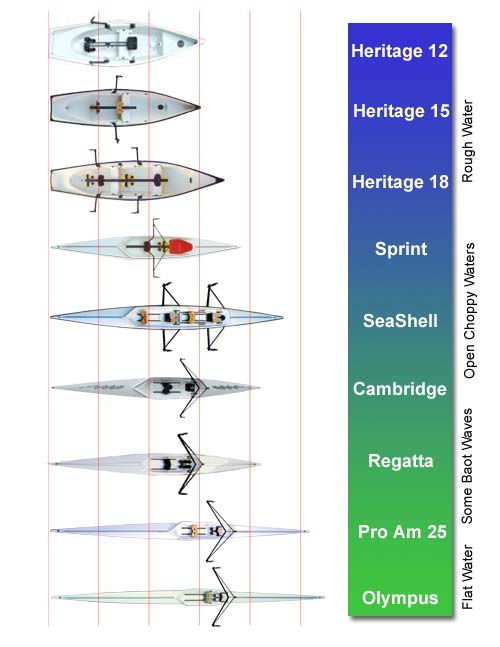 Heritage 12
Heritage 15
Heritage 18
Sprint
SeaShell
Cambridge
Regatta
Pro Am 25
Olympus
Rough Water
Open Choppy Waters
Some Baot Waves
Flat Water